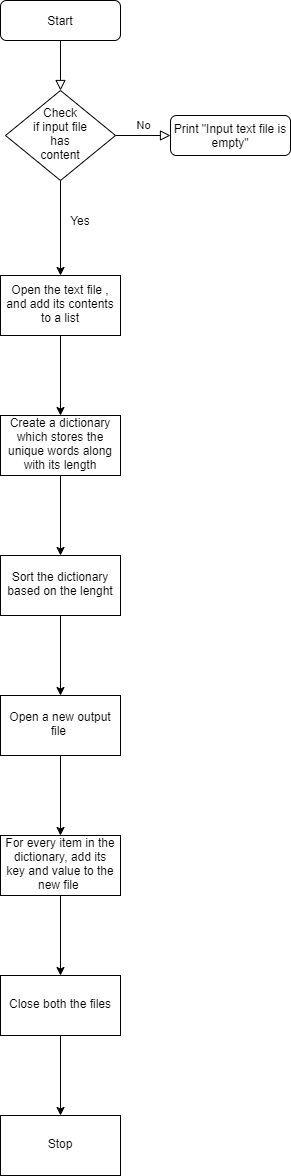 Start
Check
if input file
has
content
No
Print "Input text file is
empty"
Yes
Open the text file ,
and add its contents
to a list
Create a dictionary
which stores the
unique words along
with its length
Sort the dictionary
based on the lenght
Open a new output
file
For every item in the
dictionary, add its
key and value to the
new file
Close both the files
Stop